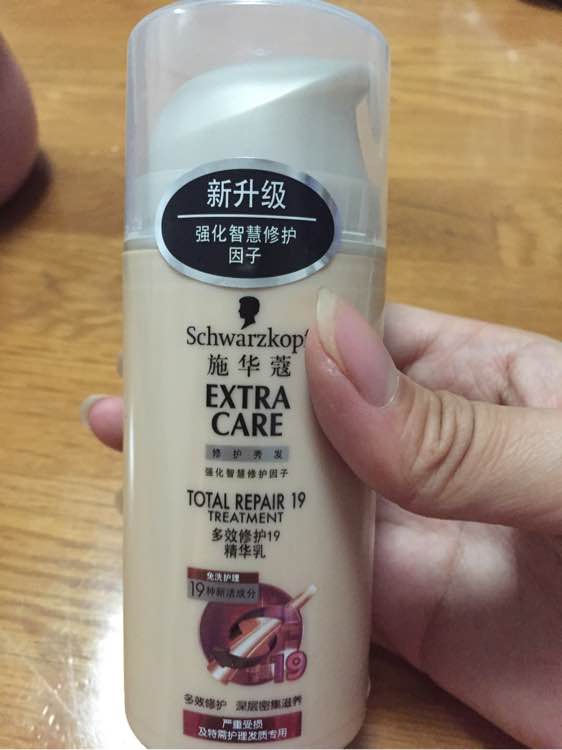 新升级
强化智慧修护
因子
Schwarzkopf
施华蔻
EXTRA
CARE
修护秀发
强化智慧修护因子
TOTAL REPAIR 19
TREATMENT
多效修护19
精华乳
免洗护理
19种新活成分
19
多效修护 深层密集滋养
严重受损
及特需护理发质专用